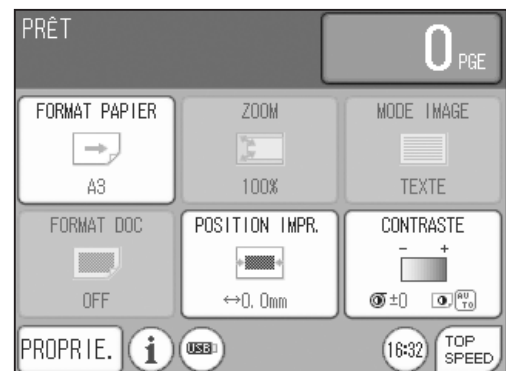 PRÊT
0 PGE
FORMAT PAPIER
A3
ZOOM
100%
MODE IMAGE
TEXTE
FORMAT DOC
OFF
POSITION IMPR.
↔0, 0mm
CONTRASTE
- +
±0 AUTO
PROPRIE.
i
USB
16:32
TOP
SPEED